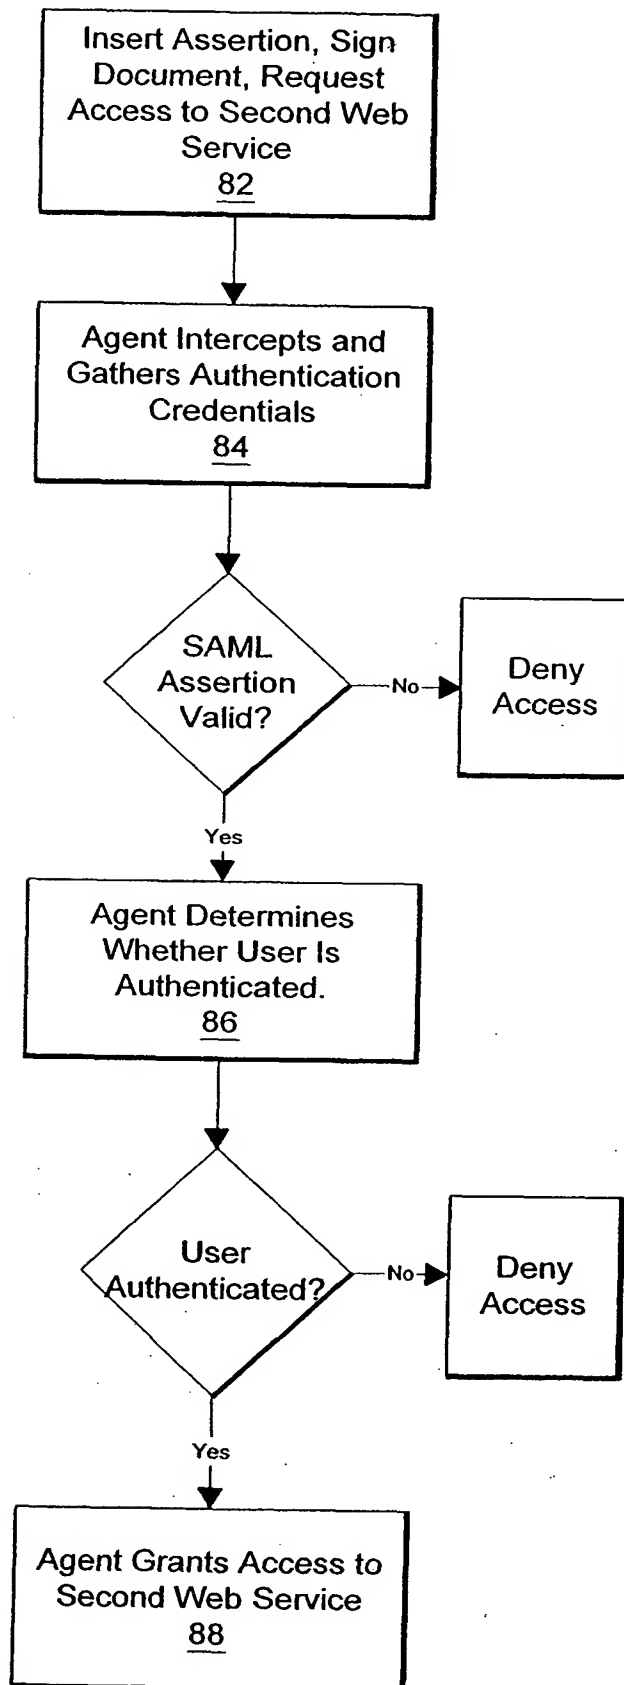 Insert Assertion, Sign
Document, Request
Access to Second Web
Service
82
Agent Intercepts and
Gathers Authentication
Credentials
84
SAML
Assertion
Valid?
No
Deny
Access
Yes
Agent Determines
Whether User Is
Authenticated.
86
User
Authenticated?
No
Deny
Access
Yes
Agent Grants Access to
Second Web Service
88